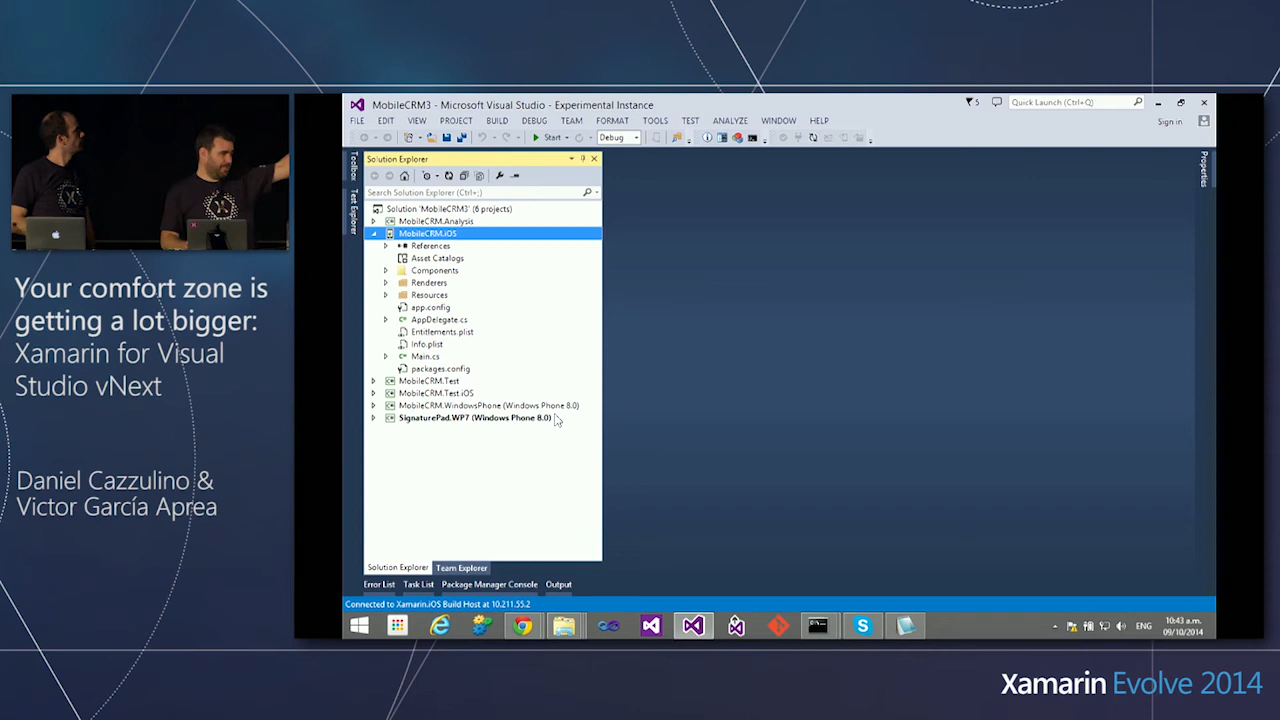 MobileCRM3 - Microsoft Visual Studio - Experimental Instance
5
Quick Launch (Ctrl+Q)
FILE EDIT VIEW PROJECT BUILD DEBUG TEAM FORMAT TOOLS TEST ANALYZE WINDOW HELP
Sign in
Start
Debug
Toolbox
Test Explorer
Properties
Solution Explorer
Search Solution Explorer (Ctrl+;)
Solution 'MobileCRM3' (6 projects)
MobileCRM.Analysis
MobileCRM.iOS
References
Asset Catalogs
Components
Renderers
Resources
app.config
AppDelegate.cs
Entitlements.plist
Info.plist
Main.cs
packages.config
MobileCRM.Test
MobileCRM.Test.iOS
MobileCRM.WindowsPhone (Windows Phone 8.0)
SignaturePad.WP7 (Windows Phone 8.0)
Solution Explorer Team Explorer
Error List Task List Package Manager Console Output
Connected to Xamarin.iOS Build Host at 10.211.55.2
ENG
10:43 a.m.
09/10/2014
Your comfort zone is
getting a lot bigger:
Xamarin for Visual
Studio vNext
Daniel Cazzulino &
Victor García Aprea
Xamarin Evolve 2014